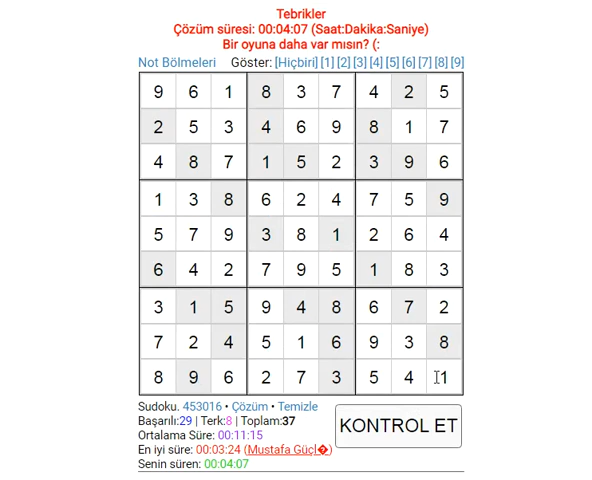 Tebrikler
Çözüm süresi: 00:04:07 (Saat:Dakika:Saniye)
Bir oyuna daha var mısın? (:
Not Bölmeleri Göster: [Hiçbiri] [1] [2] [3] [4] [5] [6] [7] [8] [9]
9 6 1 8 3 7 4 2 5
2 5 3 4 6 9 8 1 7
4 8 7 1 5 2 3 9 6
1 3 8 6 2 4 7 5 9
5 7 9 3 8 1 2 6 4
6 4 2 7 9 5 1 8 3
3 1 5 9 4 8 6 7 2
7 2 4 5 1 6 9 3 8
8 9 6 2 7 3 5 4 1
Sudoku. 453016 • Çözüm • Temizle
Başarılı:29 | Terk:8 | Toplam:37
Ortalama Süre: 00:11:15
En iyi süre: 00:03:24 (Mustafa Güçl�)
Senin süren: 00:04:07
KONTROL ET